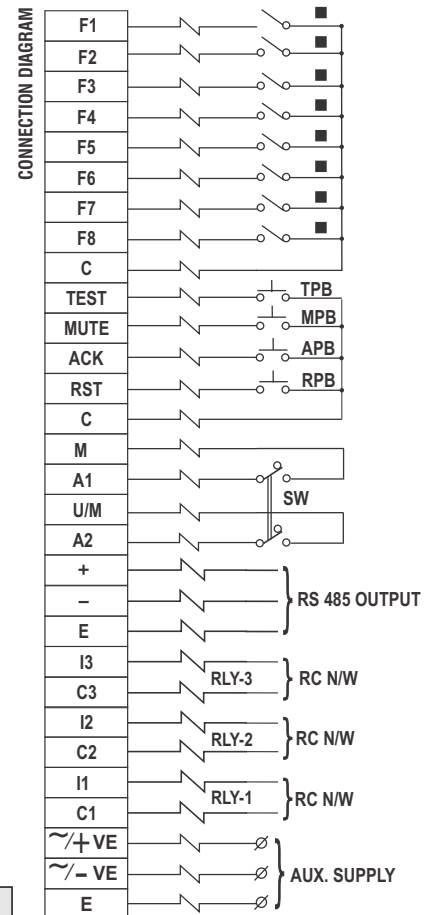 CONNECTION DIAGRAM
F1
F2
F3
F4
F5
F6
F7
F8
C
TEST TPB
MUTE MPB
ACK APB
RST RPB
C
M
A1
SW
U/M
A2
+
– RS 485 OUTPUT
E
I3
RLY-3 RC N/W
C3
I2
RLY-2 RC N/W
C2
I1
RLY-1 RC N/W
C1
~/+ VE
~/– VE AUX. SUPPLY
E